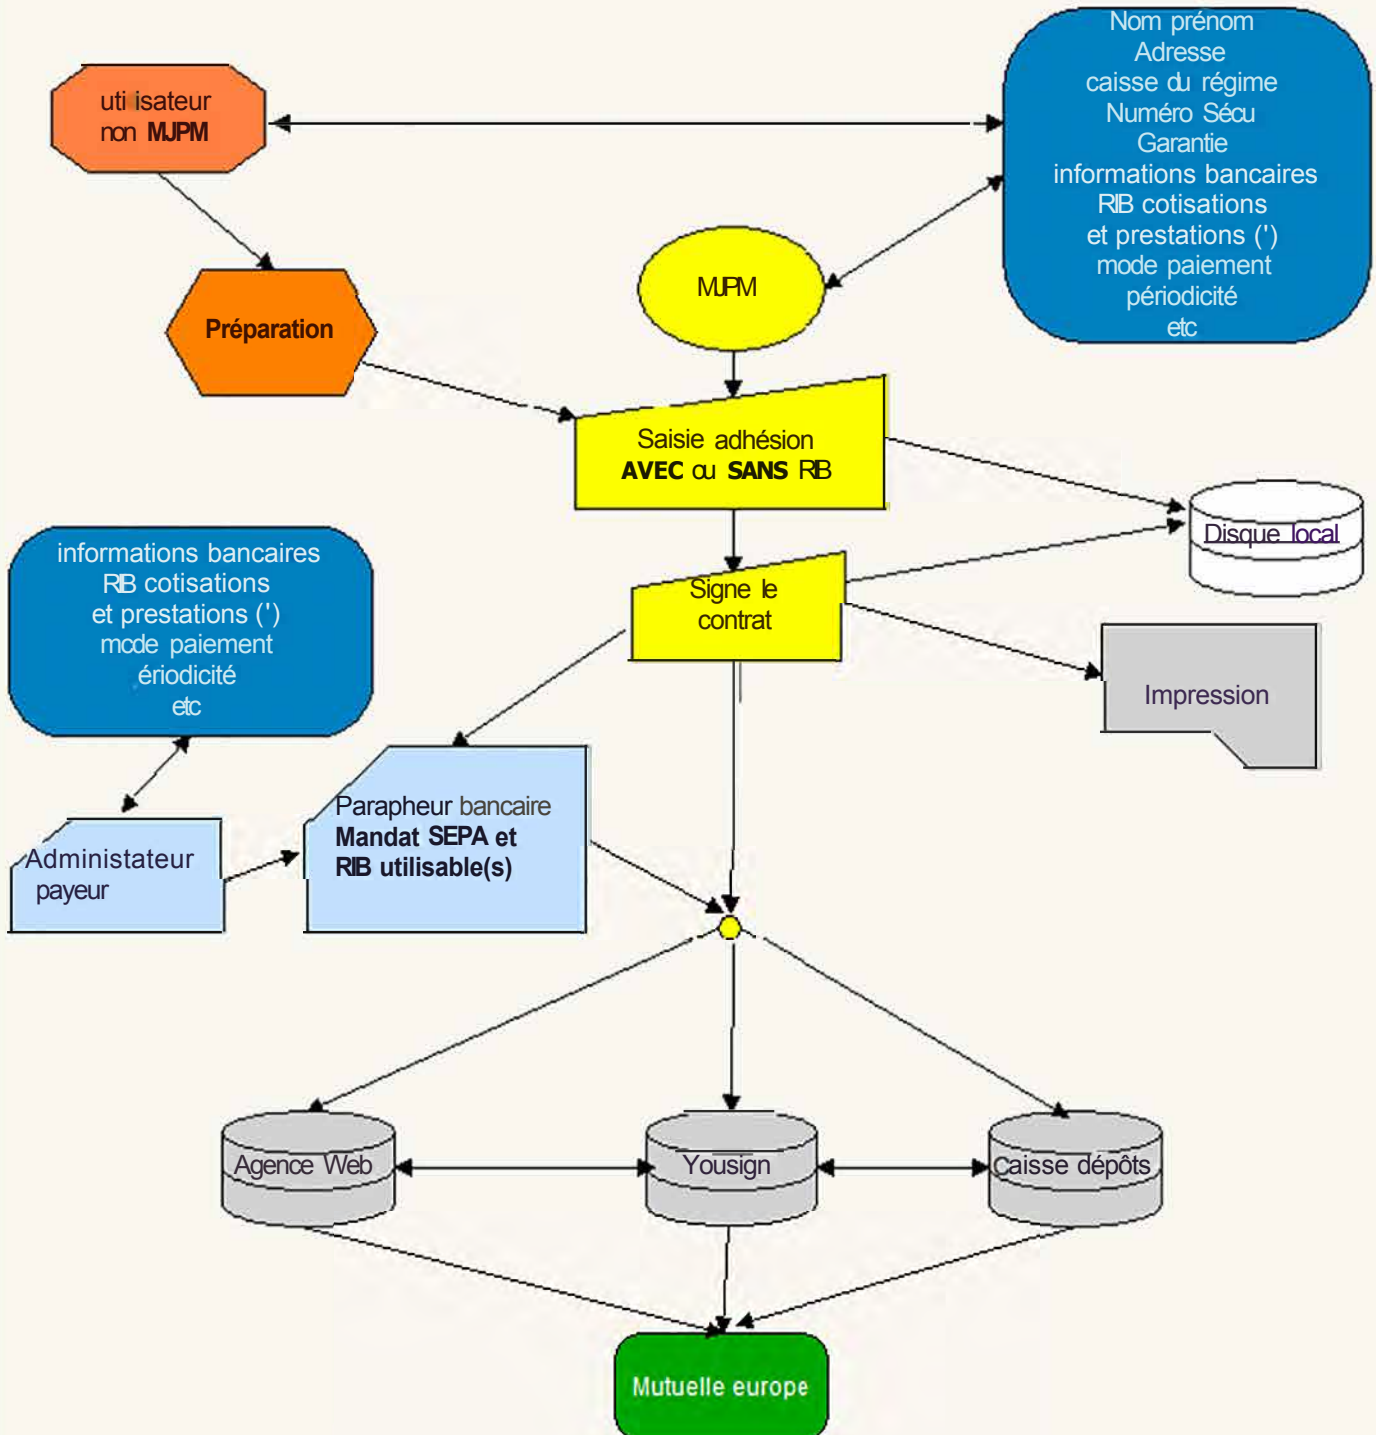 Nom prénom
Adresse
caisse du régime
Numéro Sécu
Garantie
informations bancaires
RIB cotisations
et prestations (')
mode paiement
périodicité
etc
utilisateur
non MJPM
MJPM
Préparation
Saisie adhésion
AVEC ou SANS RIB
Disque local
informations bancaires
RIB cotisations
et prestations (')
mode paiement
ériodicité
etc
Signe le
contrat
Impression
Parapheur bancaire
Mandat SEPA et
RIB utilisable(s)
Administateur
payeur
Agence Web
Yousign
Caisse dépôts
Mutuelle europe